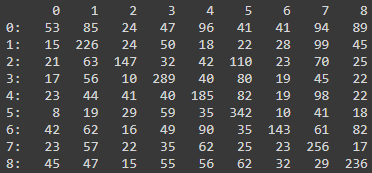 0 1 2 3 4 5 6 7 8
0: 53 85 24 47 96 41 41 94 89
1: 15 226 24 50 18 22 28 99 45
2: 21 63 147 32 42 110 23 70 25
3: 17 56 10 289 40 80 19 45 22
4: 23 44 41 40 185 82 19 98 22
5: 8 19 29 59 35 342 10 41 18
6: 42 62 16 49 90 35 143 61 82
7: 23 57 22 35 62 25 23 256 17
8: 45 47 15 55 56 62 32 29 236